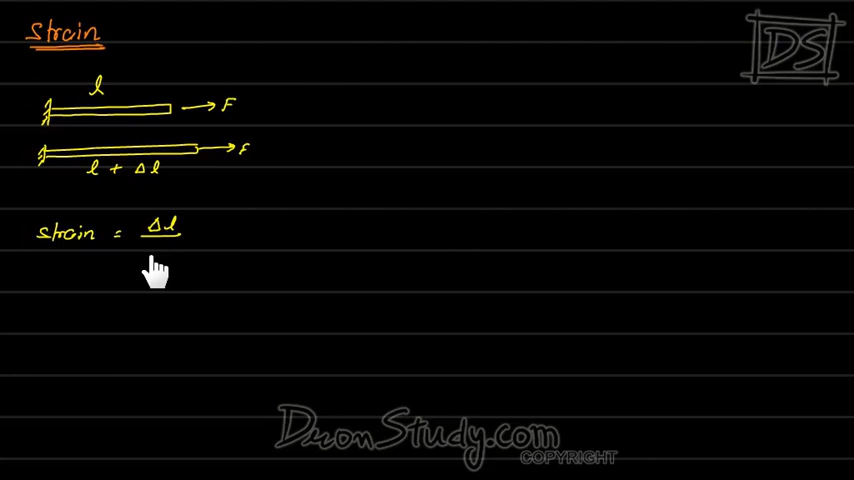 Strain
DS
l
F
F
l + Δl
strain = Δl
DronStudy.com
COPYRIGHT